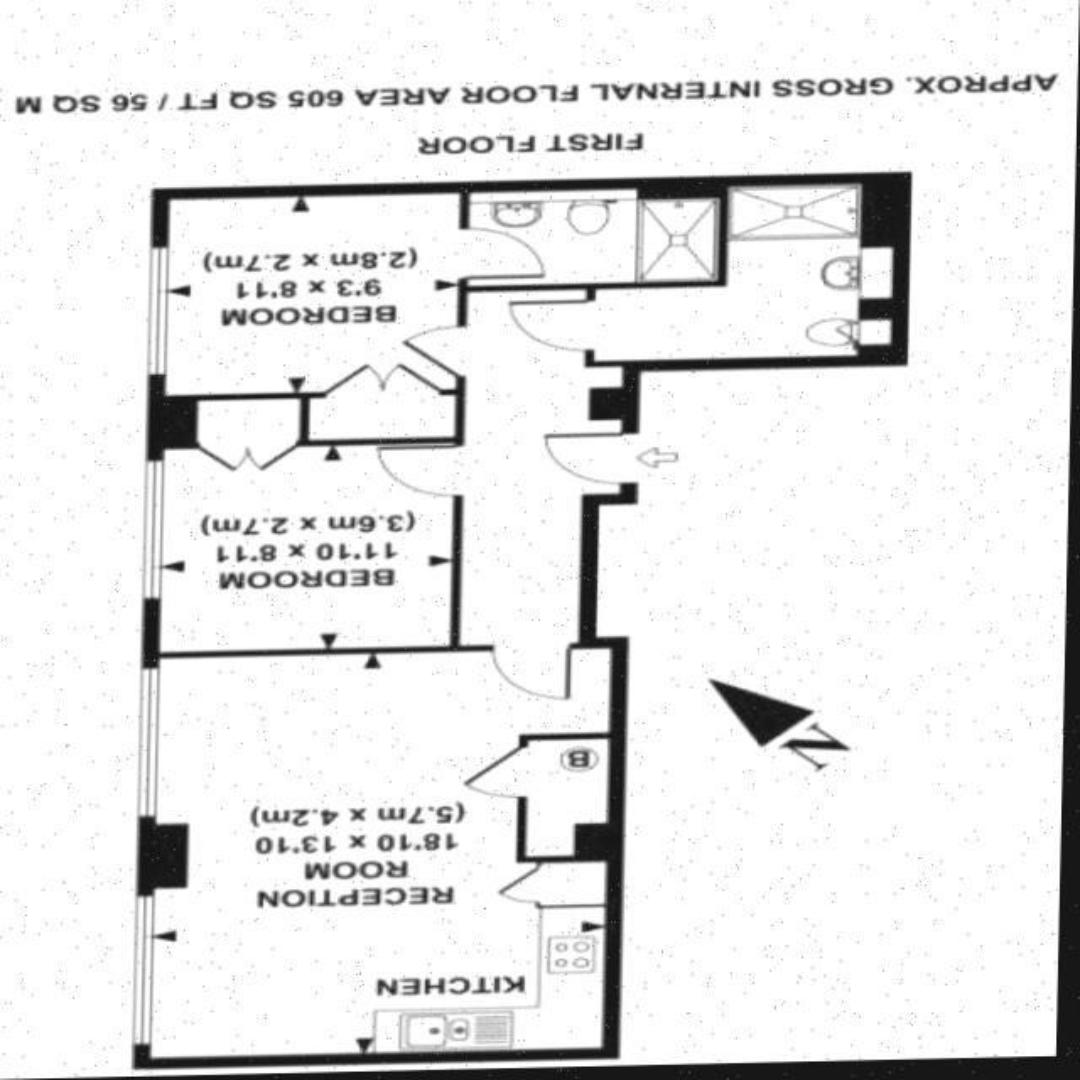 KITCHEN
RECEPTION
ROOM
18'10 x 13'10
(5.7m x 4.2m)
B
N
BEDROOM
11'10 x 8'11
(3.6m x 2.7m)
BEDROOM
9'3 x 8'11
(2.8m x 2.7m)
FIRST FLOOR
APPROX. GROSS INTERNAL FLOOR AREA 605 SQ FT / 56 SQ M